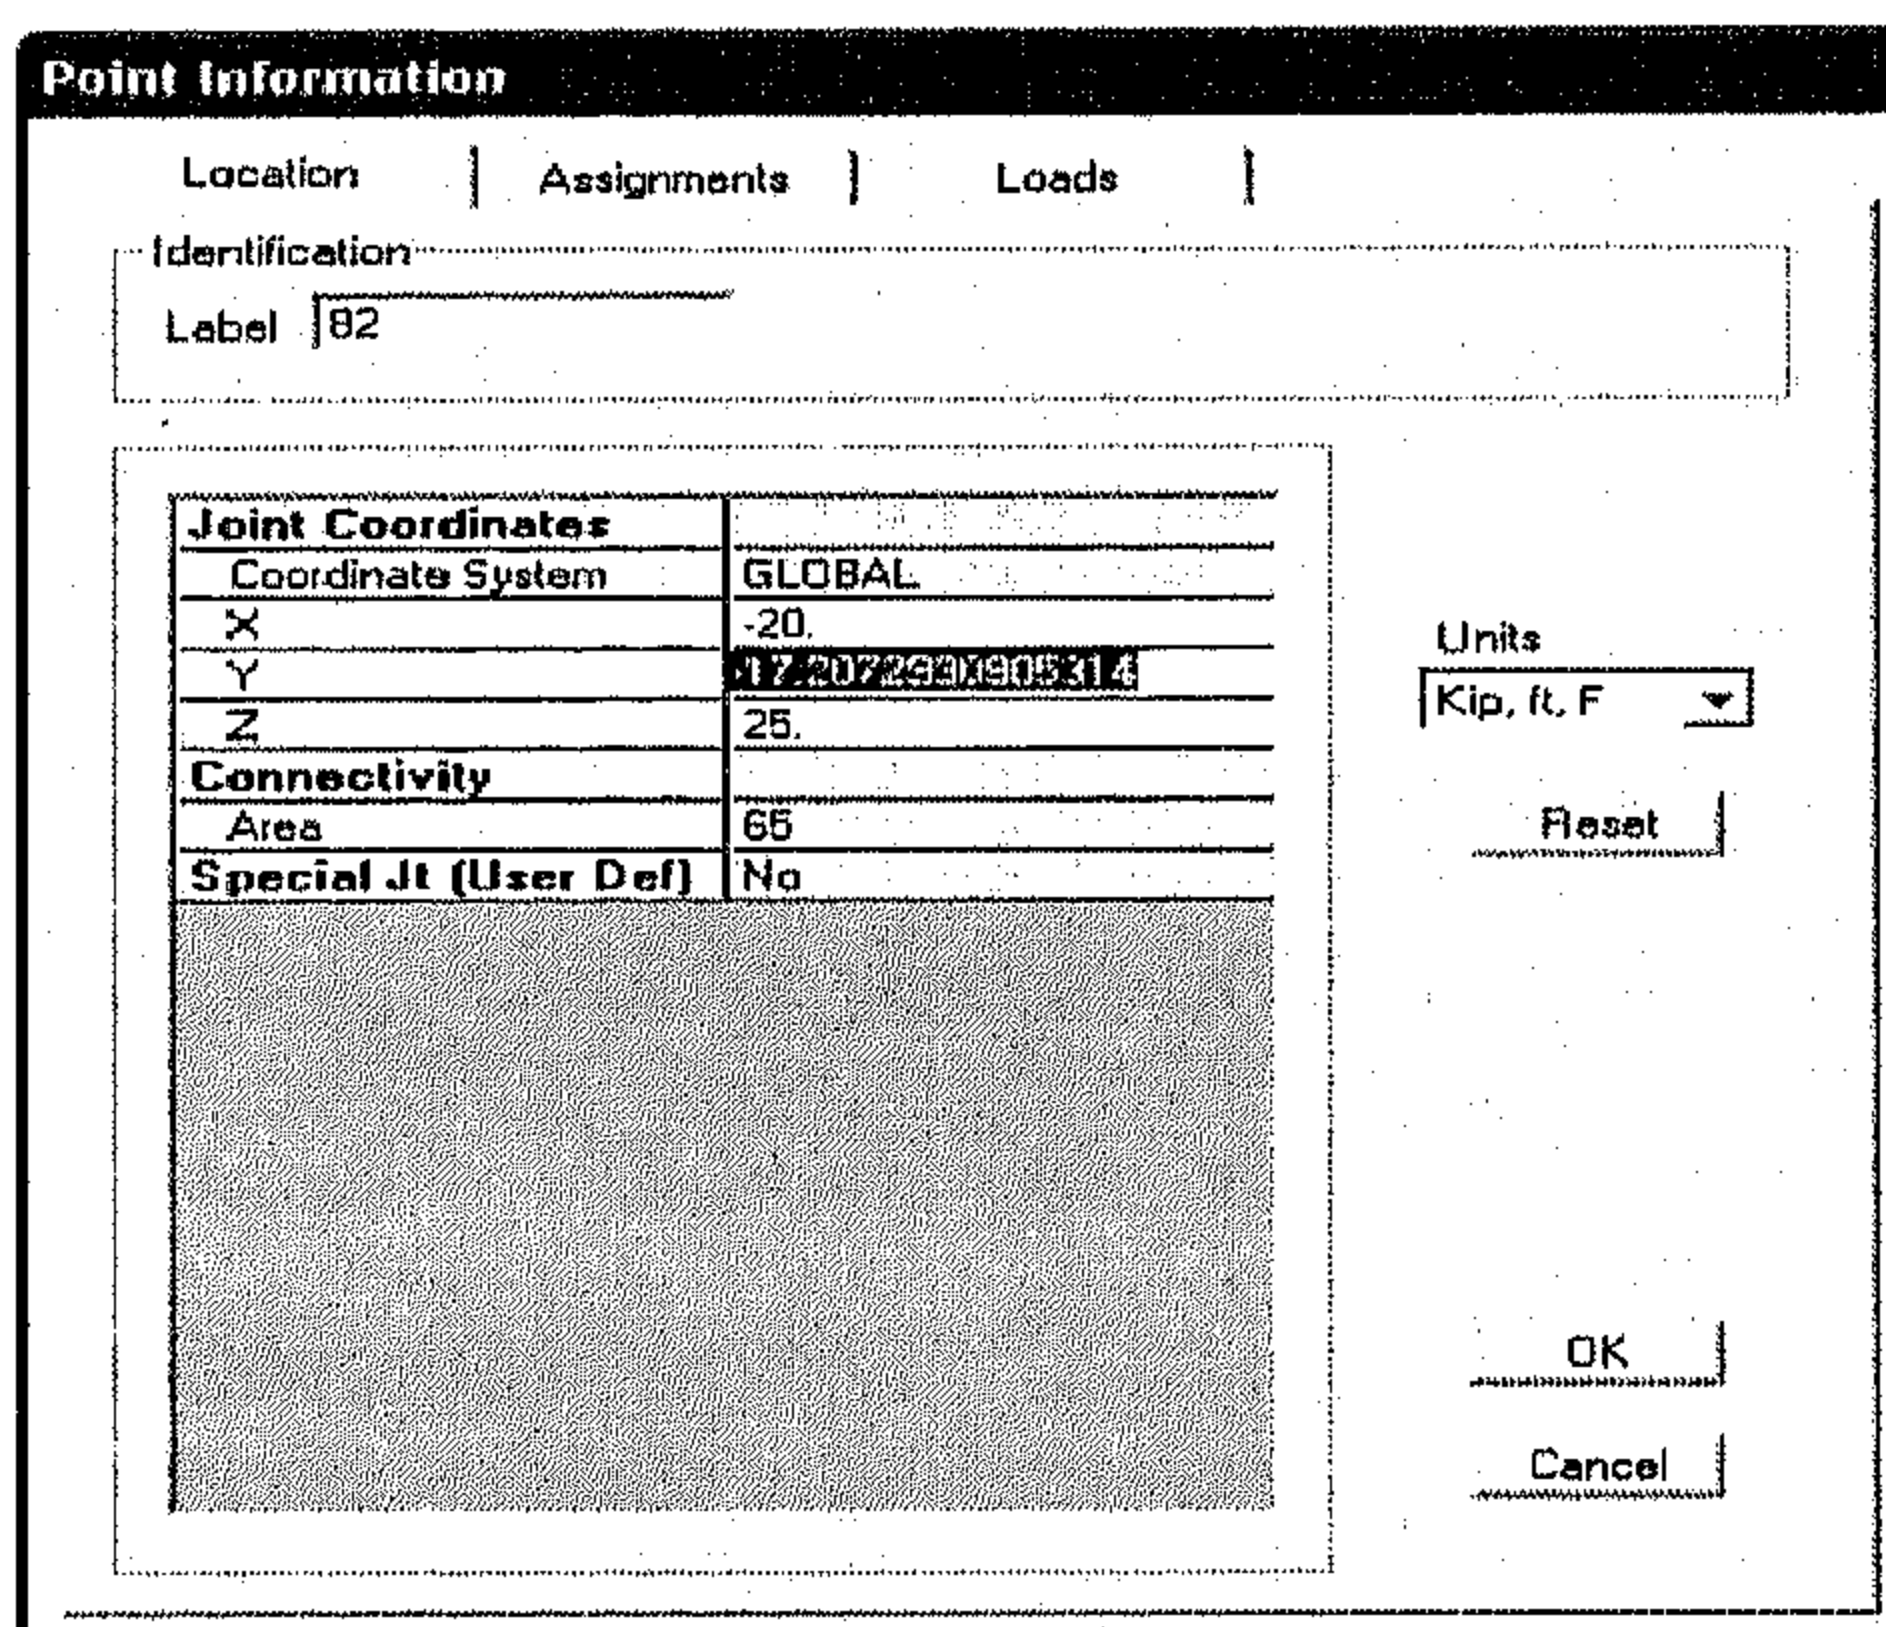 Point Information
Location Assignments Loads
Identification
Label 82
Joint Coordinates
Coordinate System GLOBAL
X -20.
Y
Z 25.
Connectivity
Area 65
Special Jt (User Def) No
Units
Kip, ft, F
Reset
OK
Cancel